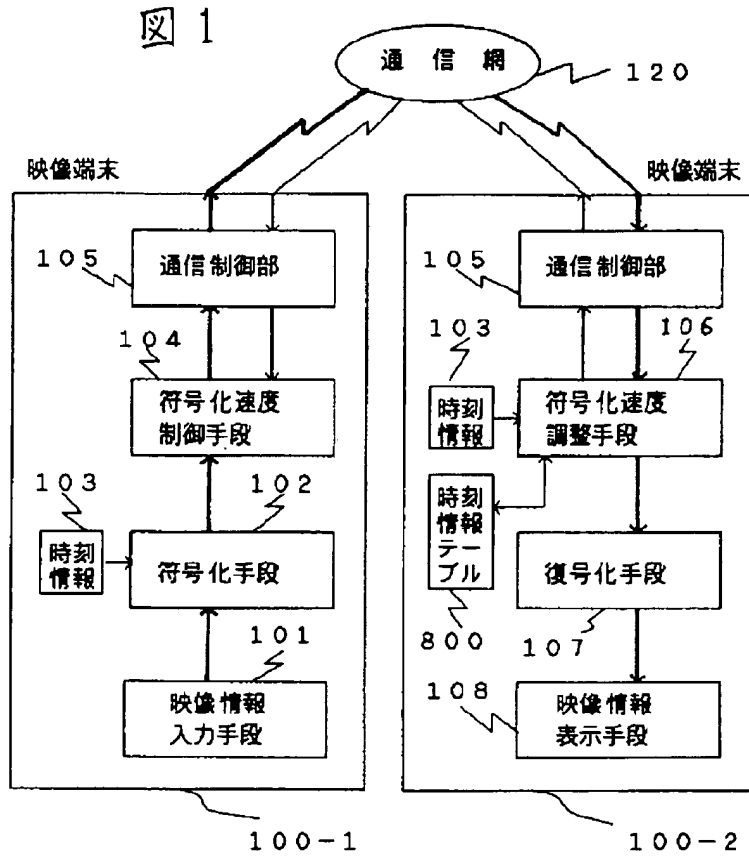 図1
通信網
120
映像端末
105
通信制御部
104
符号化速度
制御手段
103
102
時刻
情報
符号化手段
101
映像情報
入力手段
100-1
映像端末
105
通信制御部
103
106
時刻
情報
符号化速度
調整手段
時刻
情報
テー
ブル
800
復号化手段
107
108
映像情報
表示手段
100-2